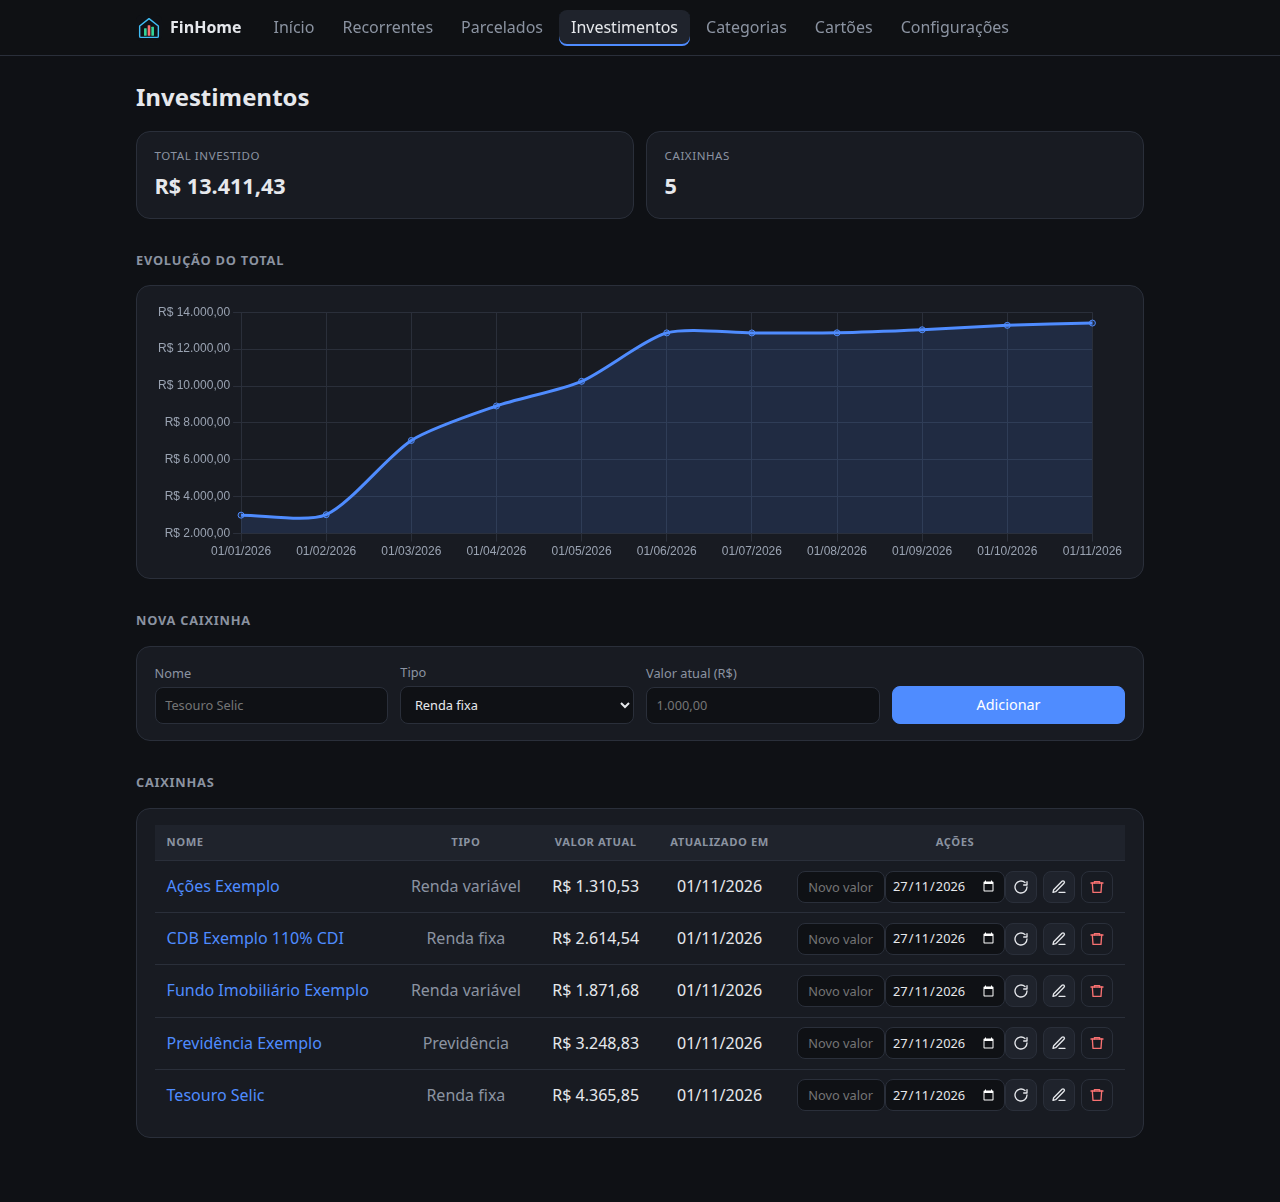 FinHome Início Recorrentes Parcelados Investimentos Categorias Cartões Configurações
Investimentos
TOTAL INVESTIDO
R$ 13.411,43
CAIXINHAS
5
EVOLUÇÃO DO TOTAL
R$ 14.000,00
R$ 12.000,00
R$ 10.000,00
R$ 8.000,00
R$ 6.000,00
R$ 4.000,00
R$ 2.000,00
01/01/2026 01/02/2026 01/03/2026 01/04/2026 01/05/2026 01/06/2026 01/07/2026 01/08/2026 01/09/2026 01/10/2026 01/11/2026
NOVA CAIXINHA
Nome Tipo Valor atual (R$)
Tesouro Selic Renda fixa 1.000,00 Adicionar
CAIXINHAS
NOME TIPO VALOR ATUAL ATUALIZADO EM AÇÕES
Ações Exemplo Renda variável R$ 1.310,53 01/11/2026 Novo valor 27/11/2026
CDB Exemplo 110% CDI Renda fixa R$ 2.614,54 01/11/2026 Novo valor 27/11/2026
Fundo Imobiliário Exemplo Renda variável R$ 1.871,68 01/11/2026 Novo valor 27/11/2026
Previdência Exemplo Previdência R$ 3.248,83 01/11/2026 Novo valor 27/11/2026
Tesouro Selic Renda fixa R$ 4.365,85 01/11/2026 Novo valor 27/11/2026